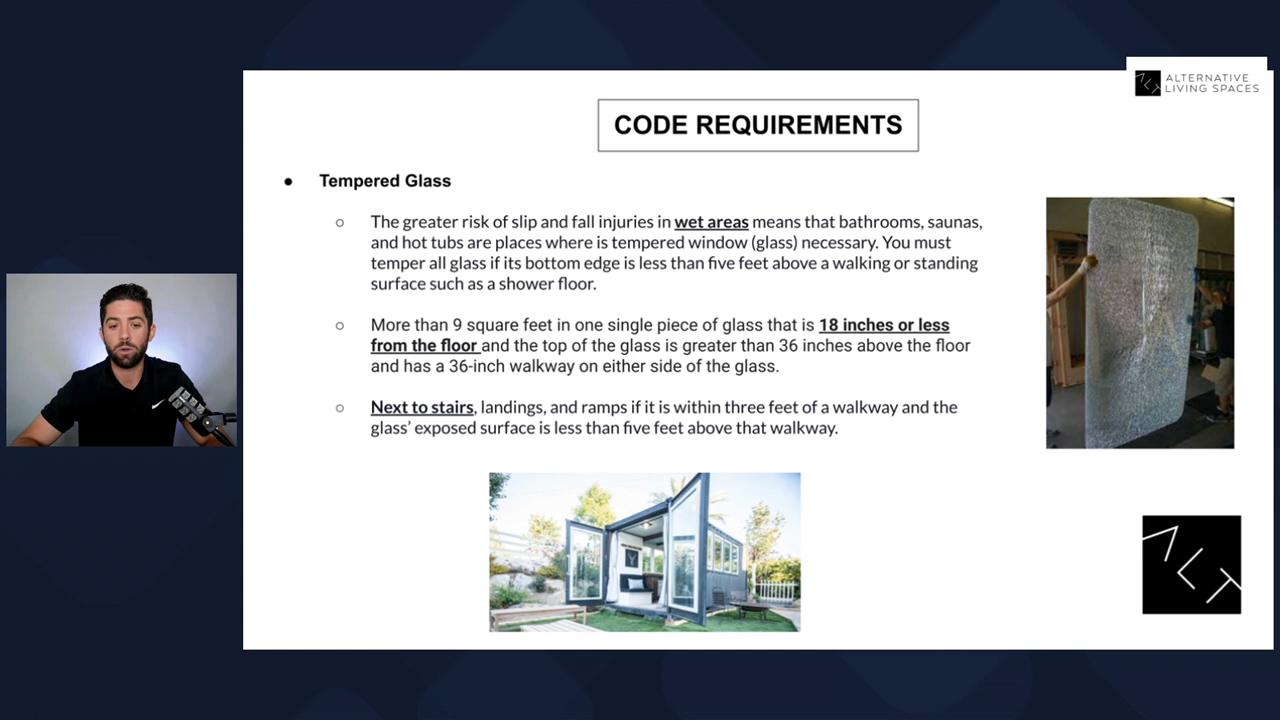 ALTERNATIVE
LIVING SPACES
CODE REQUIREMENTS
● Tempered Glass
○ The greater risk of slip and fall injuries in wet areas means that bathrooms, saunas,
and hot tubs are places where is tempered window (glass) necessary. You must
temper all glass if its bottom edge is less than five feet above a walking or standing
surface such as a shower floor.
○ More than 9 square feet in one single piece of glass that is 18 inches or less
from the floor and the top of the glass is greater than 36 inches above the floor
and has a 36-inch walkway on either side of the glass.
○ Next to stairs, landings, and ramps if it is within three feet of a walkway and the
glass’ exposed surface is less than five feet above that walkway.